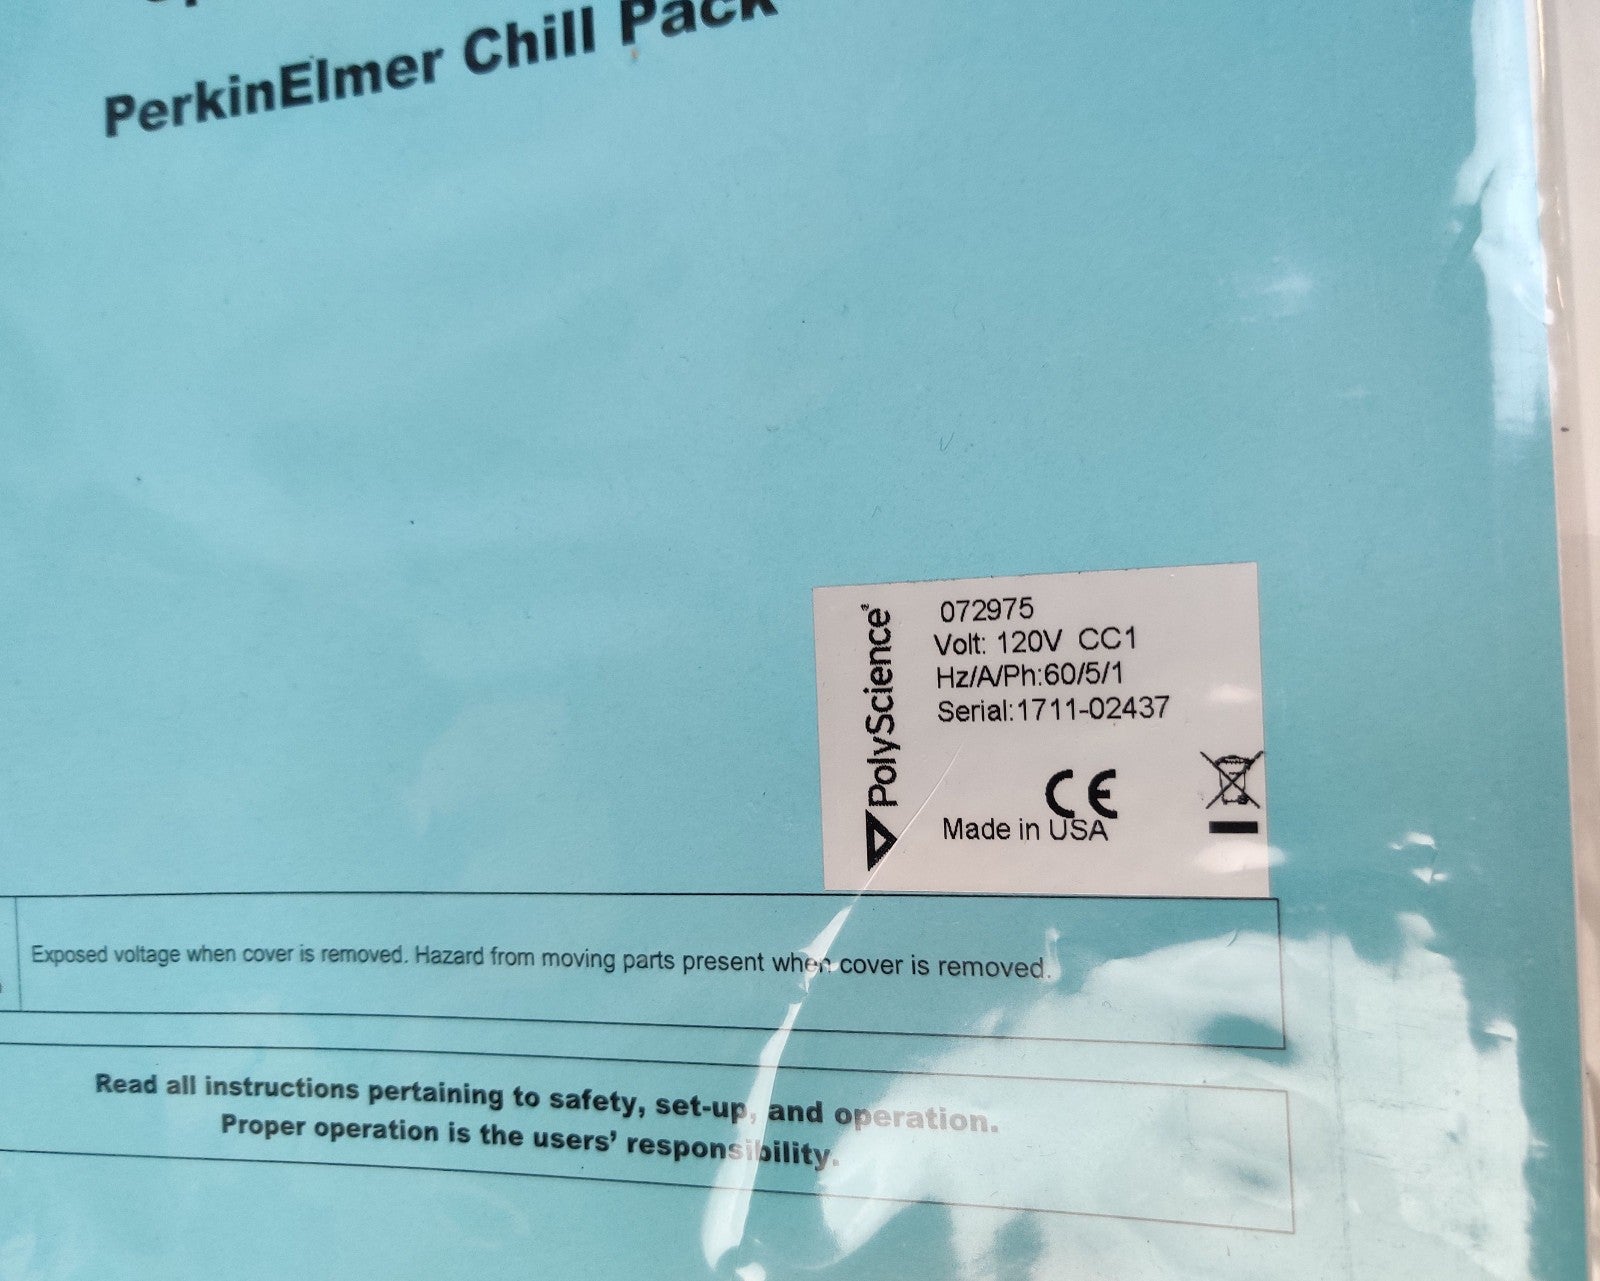 PerkinElmer Chill Pack
PolyScience®
072975
Volt: 120V CC1
Hz/A/Ph:60/5/1
Serial:1711-02437
CE
Made in USA
Exposed voltage when cover is removed. Hazard from moving parts present when cover is removed.
Read all instructions pertaining to safety, set-up, and operation.
Proper operation is the users’ responsibility.